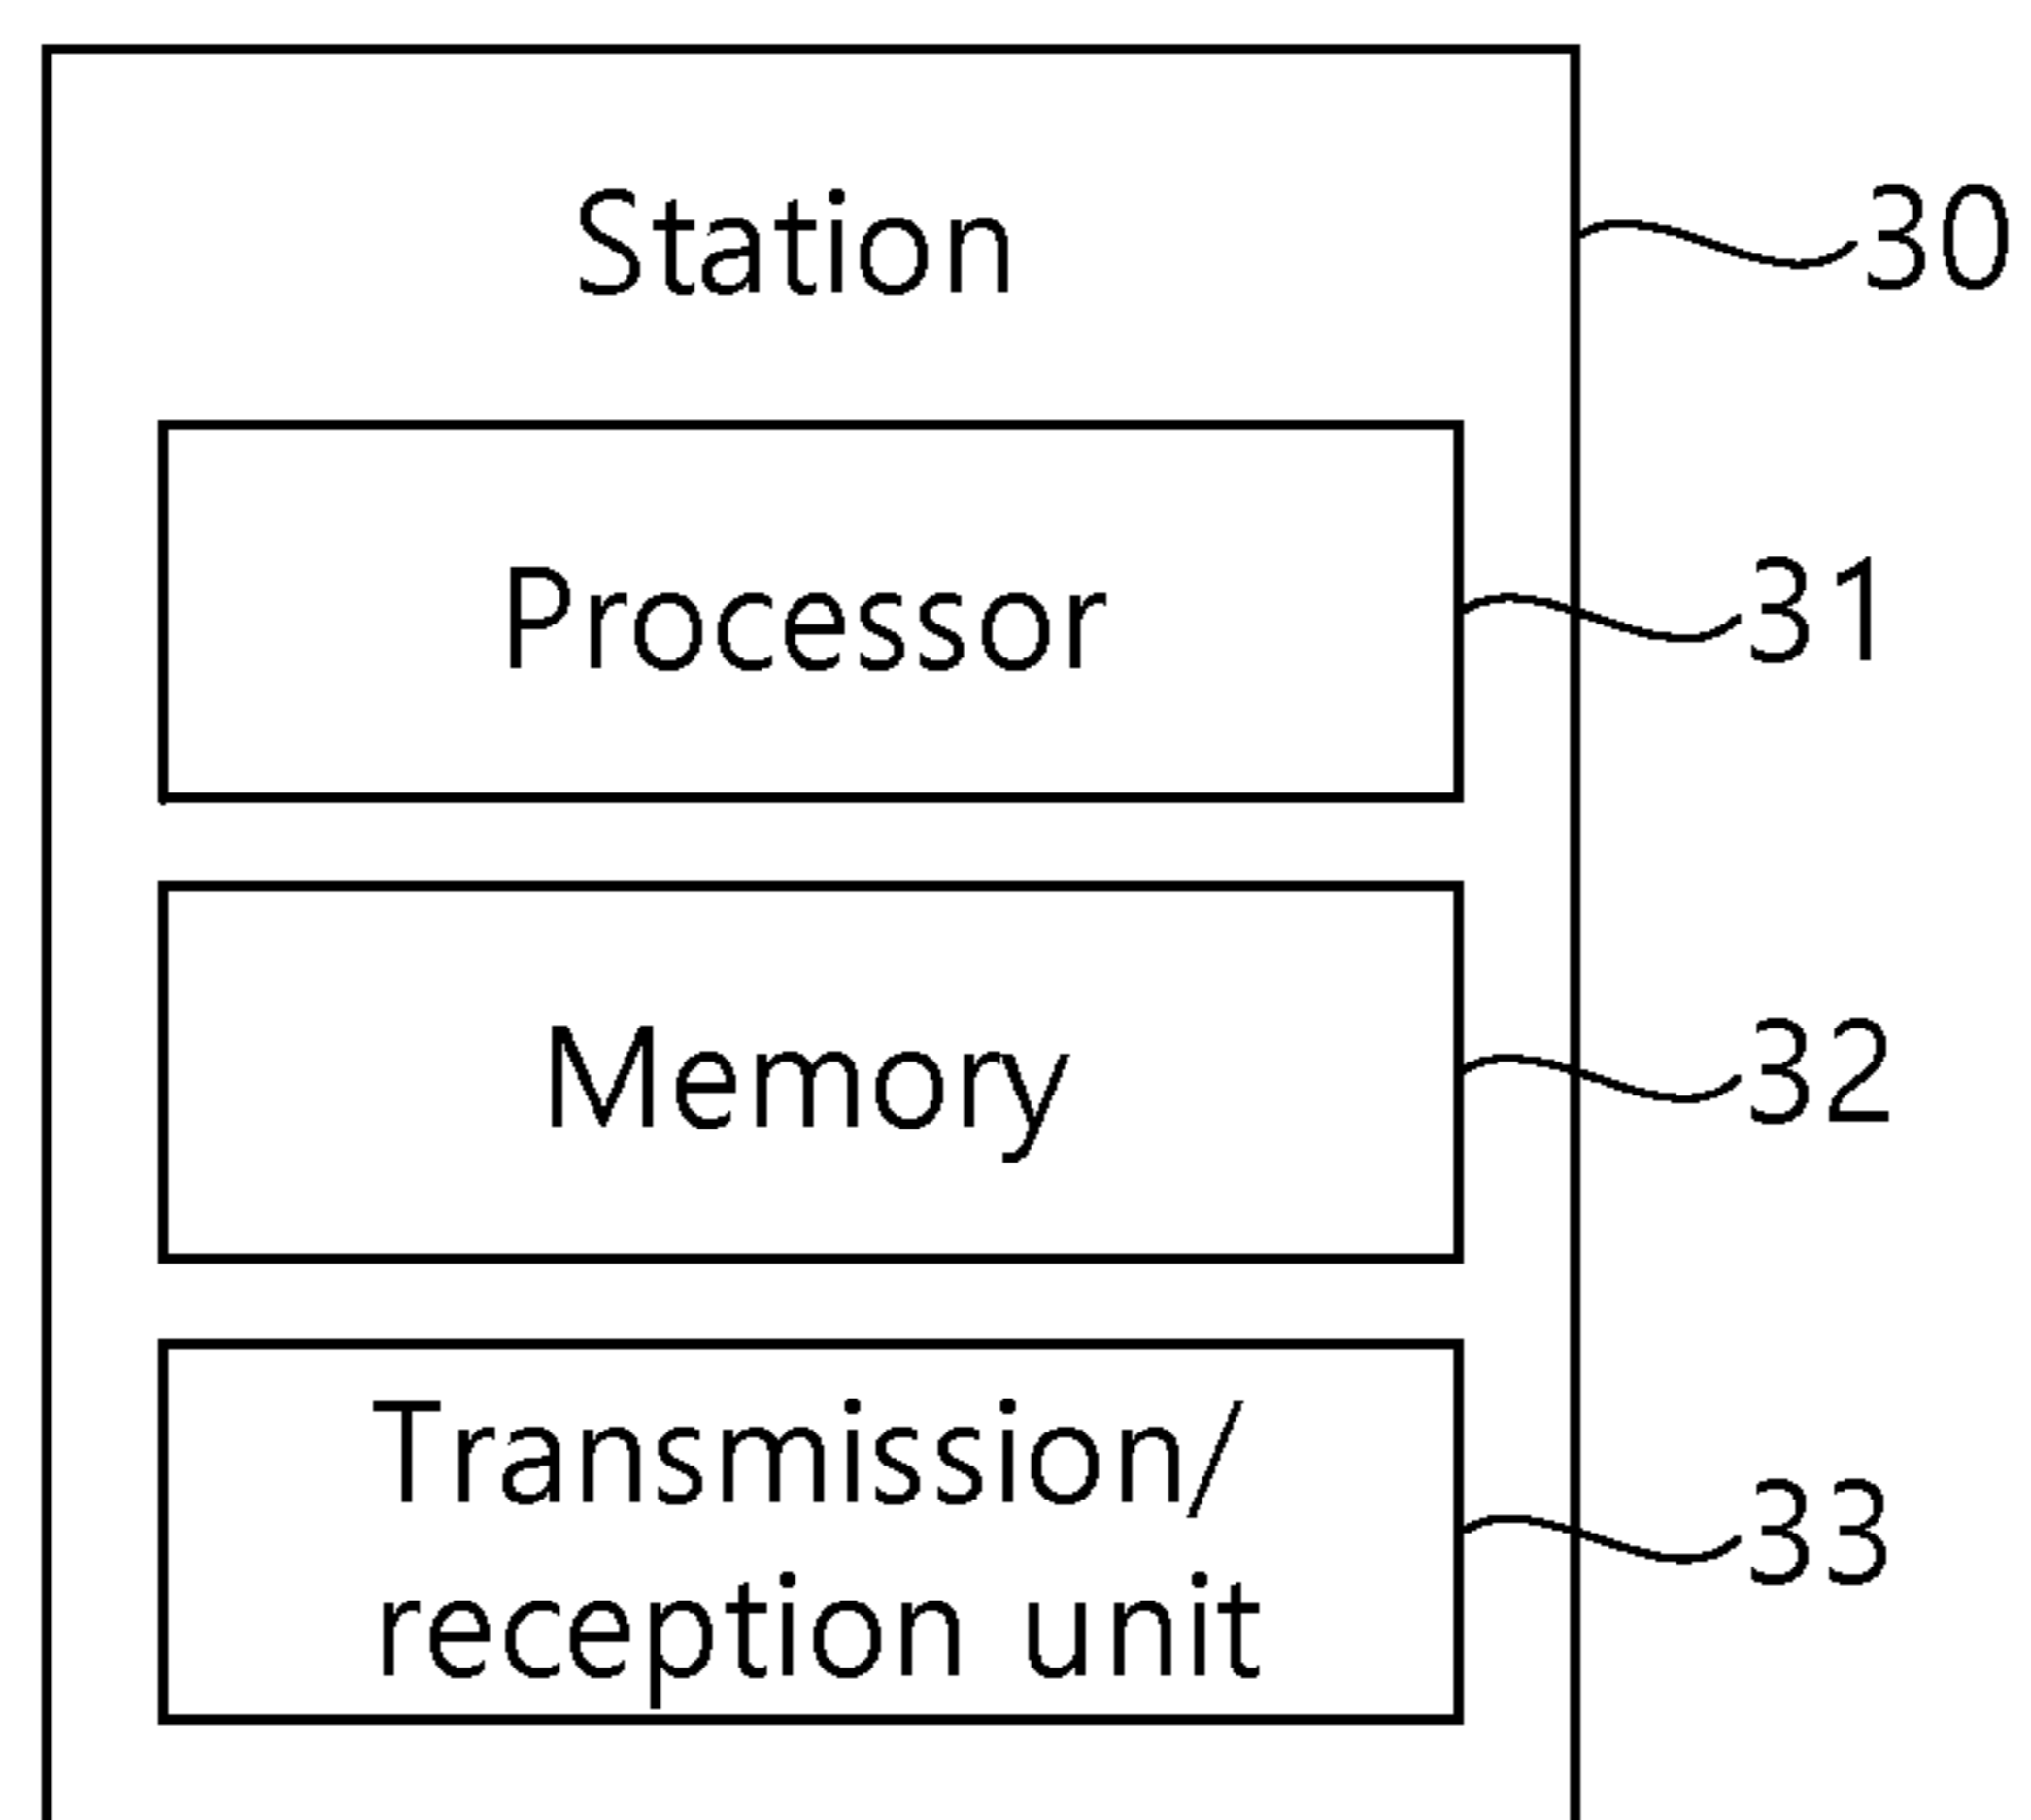 Station
30
Processor
31
Memory
32
Transmission/
reception unit
33